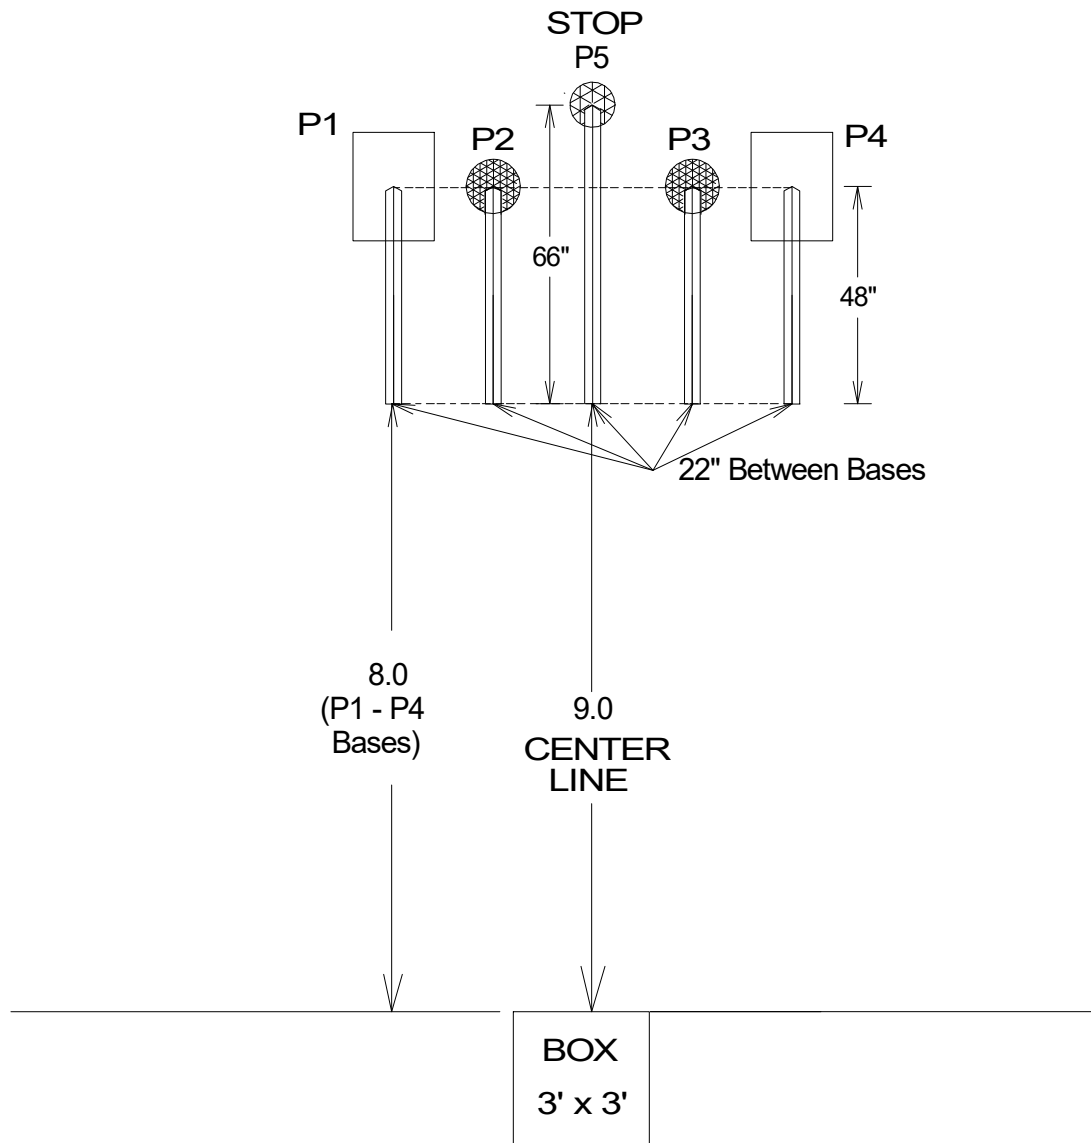 STOP
P5
P1
P2
P3
P4
66"
48"
22" Between Bases
8.0
(P1 - P4
Bases)
9.0
CENTER
LINE
BOX
3' x 3'